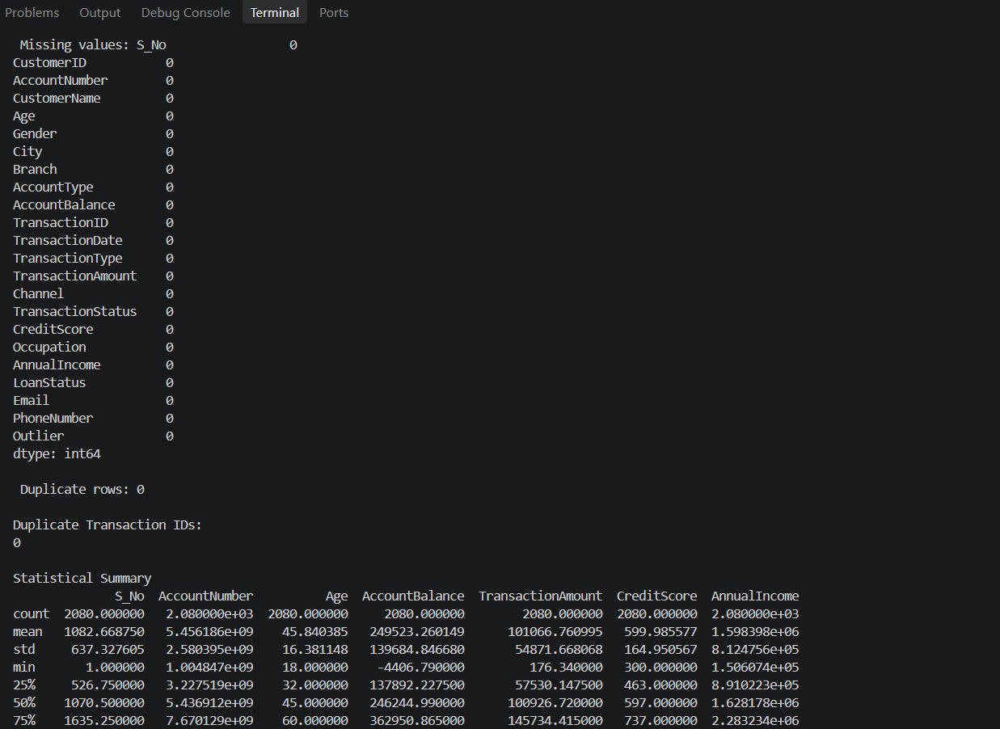 Problems Output Debug Console Terminal Ports
Missing values: S_No 0
CustomerID 0
AccountNumber 0
CustomerName 0
Age 0
Gender 0
City 0
Branch 0
AccountType 0
AccountBalance 0
TransactionID 0
TransactionDate 0
TransactionType 0
TransactionAmount 0
Channel 0
TransactionStatus 0
CreditScore 0
Occupation 0
AnnualIncome 0
LoanStatus 0
Email 0
PhoneNumber 0
Outlier 0
dtype: int64
Duplicate rows: 0
Duplicate Transaction IDs:
0
Statistical Summary
S_No AccountNumber Age AccountBalance TransactionAmount CreditScore AnnualIncome
count 2080.000000 2.080000e+03 2080.000000 2080.000000 2080.000000 2080.000000 2.080000e+03
mean 1082.668750 5.456186e+09 45.840385 249523.260149 101066.760995 599.985577 1.598398e+06
std 637.327605 2.580395e+09 16.381148 139684.846680 54871.668068 164.950567 8.124756e+05
min 1.000000 1.004847e+09 18.000000 -4406.790000 176.340000 300.000000 1.506074e+05
25% 526.750000 3.227519e+09 32.000000 137892.227500 57530.147500 463.000000 8.910223e+05
50% 1070.500000 5.436912e+09 45.000000 246244.990000 100926.720000 597.000000 1.628178e+06
75% 1635.250000 7.670129e+09 60.000000 362950.865000 145734.415000 737.000000 2.283234e+06